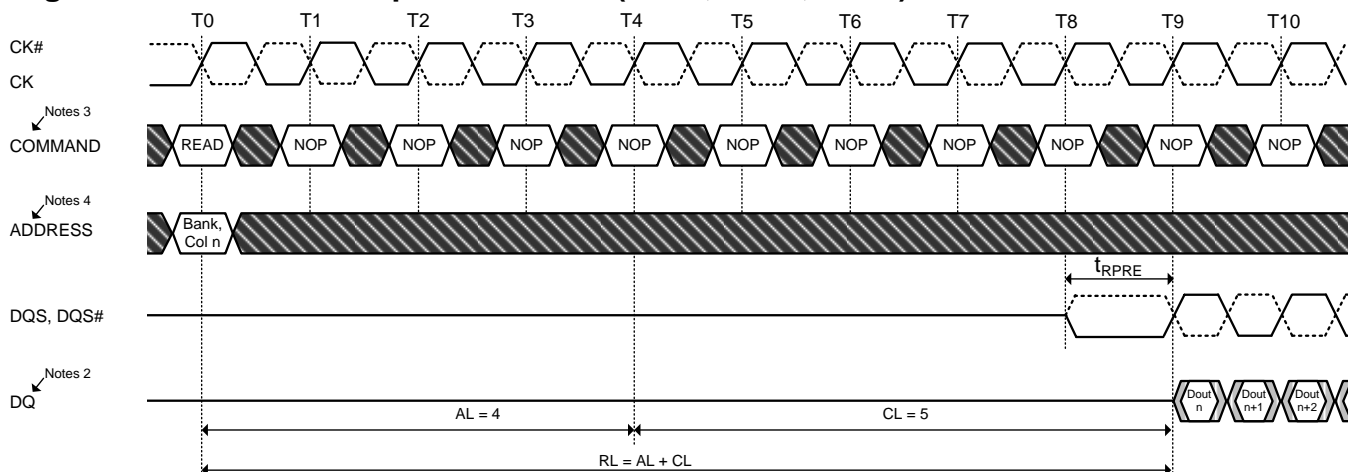 T0 T1 T2 T3 T4 T5 T6 T7 T8 T9 T10
CK#
CK
Notes 3
COMMAND READ NOP NOP NOP NOP NOP NOP NOP NOP NOP NOP
Notes 4
ADDRESS
Bank,
Col n
tRPRE
DQS, DQS#
Notes 2
DQ
Dout
n
Dout
n+1
Dout
n+2
AL = 4 CL = 5
RL = AL + CL